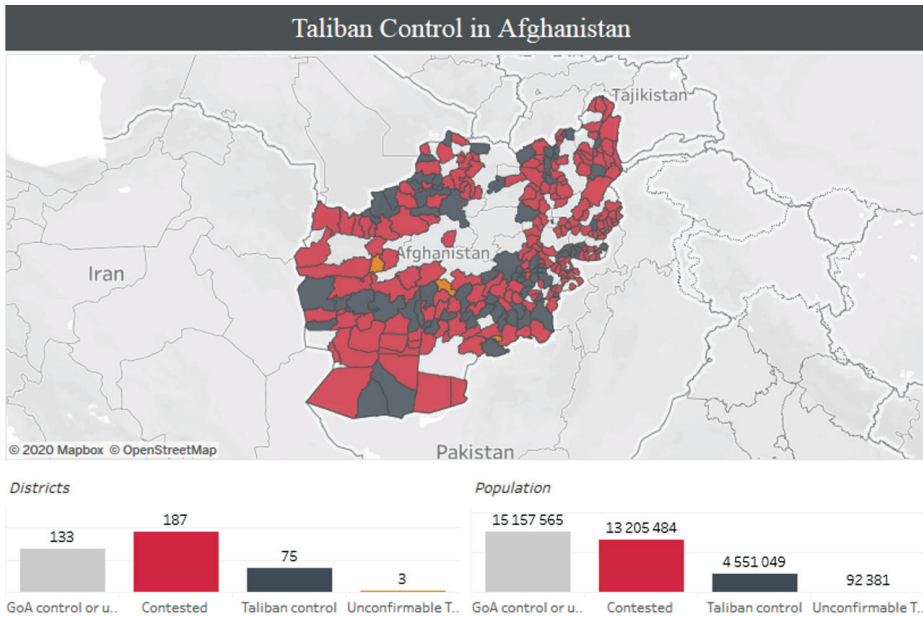 Taliban Control in Afghanistan
Tajikistan
Afghanistan
Iran
© 2020 Mapbox © OpenStreetMap
Pakistan
Districts
Population
133
187
75
3
15 157 565
13 205 484
4 551 049
92 381
GoA control or u..
Contested
Taliban control
Unconfirmable T..
GoA control or u..
Contested
Taliban control
Unconfirmable T..